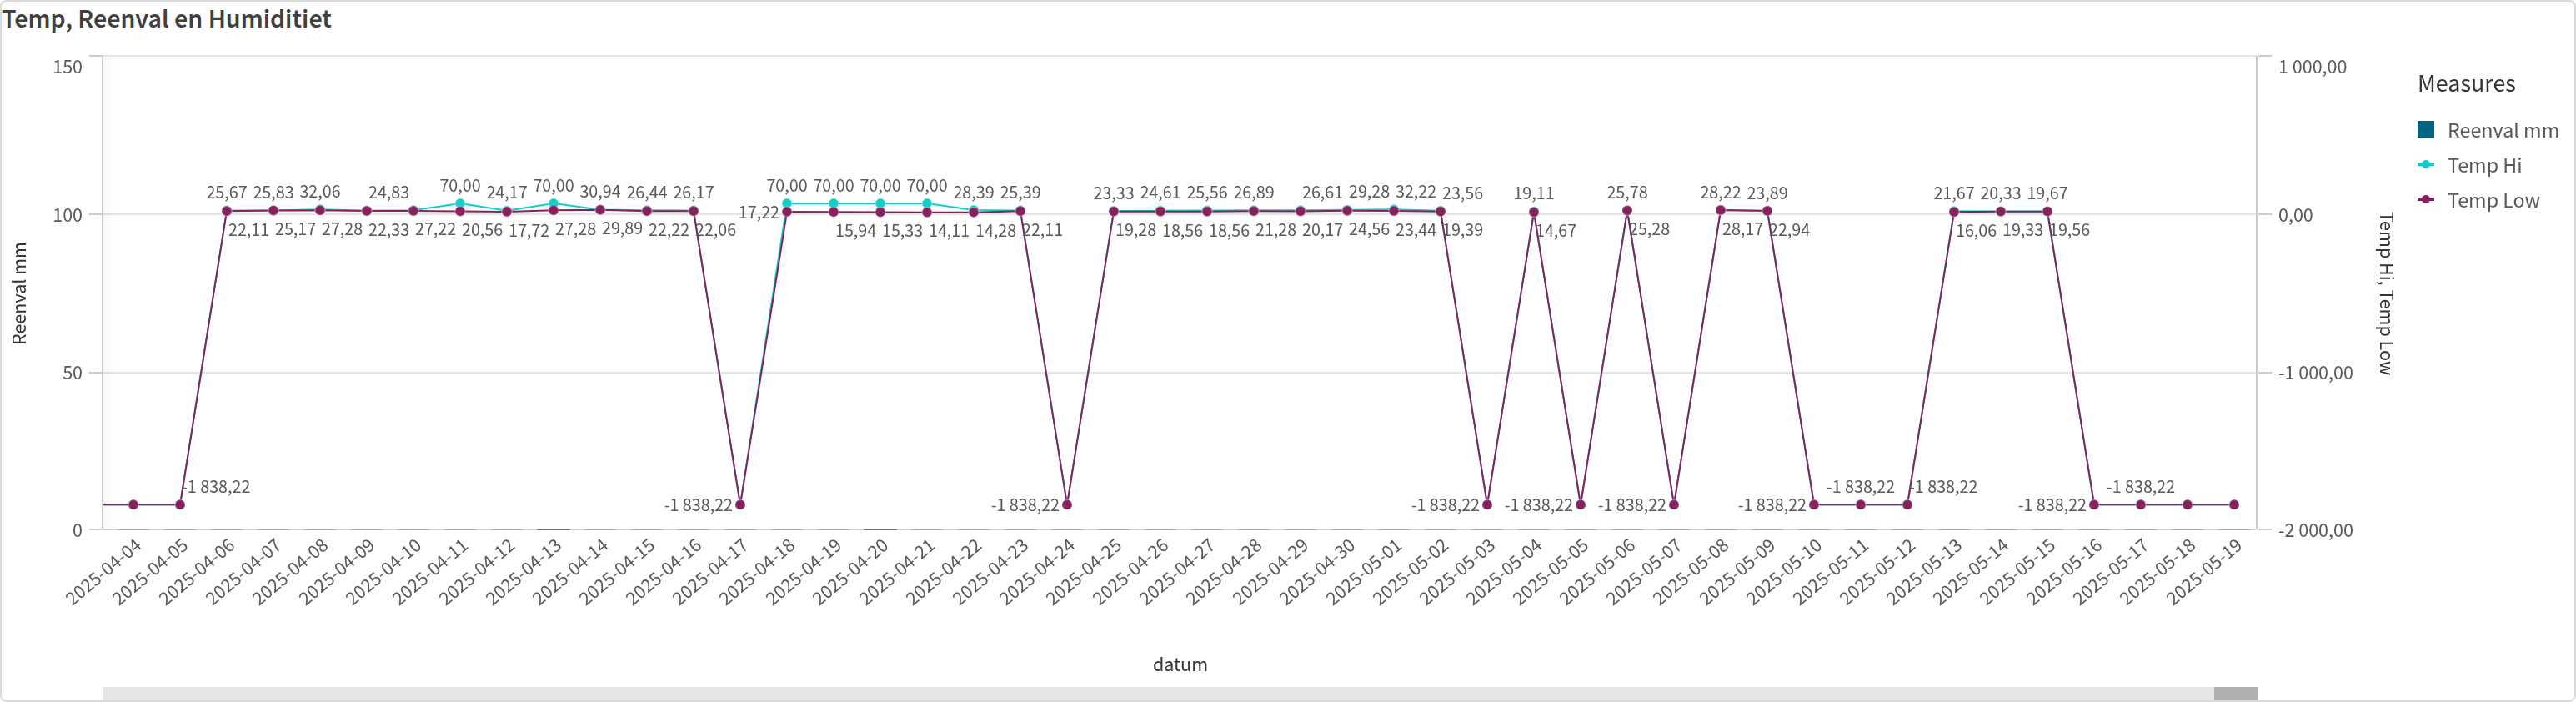 Temp, Reenval en Humiditiet
150
100
50
0
Reenval mm
1 000,00
0,00
-1 000,00
-2 000,00
Temp Hi, Temp Low
Measures
Reenval mm
Temp Hi
Temp Low
25,67 25,83 32,06 24,83 70,00 24,17 70,00 30,94 26,44 26,17 70,00 70,00 70,00 70,00 28,39 25,39 23,33 24,61 25,56 26,89 26,61 29,28 32,22 23,56 19,11 25,78 28,22 23,89 21,67 20,33 19,67
22,11 25,17 27,28 22,33 27,22 20,56 17,72 27,28 29,89 22,22 22,06 17,22 15,94 15,33 14,11 14,28 22,11 19,28 18,56 18,56 21,28 20,17 24,56 23,44 19,39 14,67 25,28 28,17 22,94 16,06 19,33 19,56
-1 838,22 -1 838,22 -1 838,22 -1 838,22 -1 838,22 -1 838,22 -1 838,22 -1 838,22 -1 838,22 -1 838,22 -1 838,22
2025-04-04 2025-04-05 2025-04-06 2025-04-07 2025-04-08 2025-04-09 2025-04-10 2025-04-11 2025-04-12 2025-04-13 2025-04-14 2025-04-15 2025-04-16 2025-04-17 2025-04-18 2025-04-19 2025-04-20 2025-04-21 2025-04-22 2025-04-23 2025-04-24 2025-04-25 2025-04-26 2025-04-27 2025-04-28 2025-04-29 2025-04-30 2025-05-01 2025-05-02 2025-05-03 2025-05-04 2025-05-05 2025-05-06 2025-05-07 2025-05-08 2025-05-09 2025-05-10 2025-05-11 2025-05-12 2025-05-13 2025-05-14 2025-05-15 2025-05-16 2025-05-17 2025-05-18 2025-05-19
datum